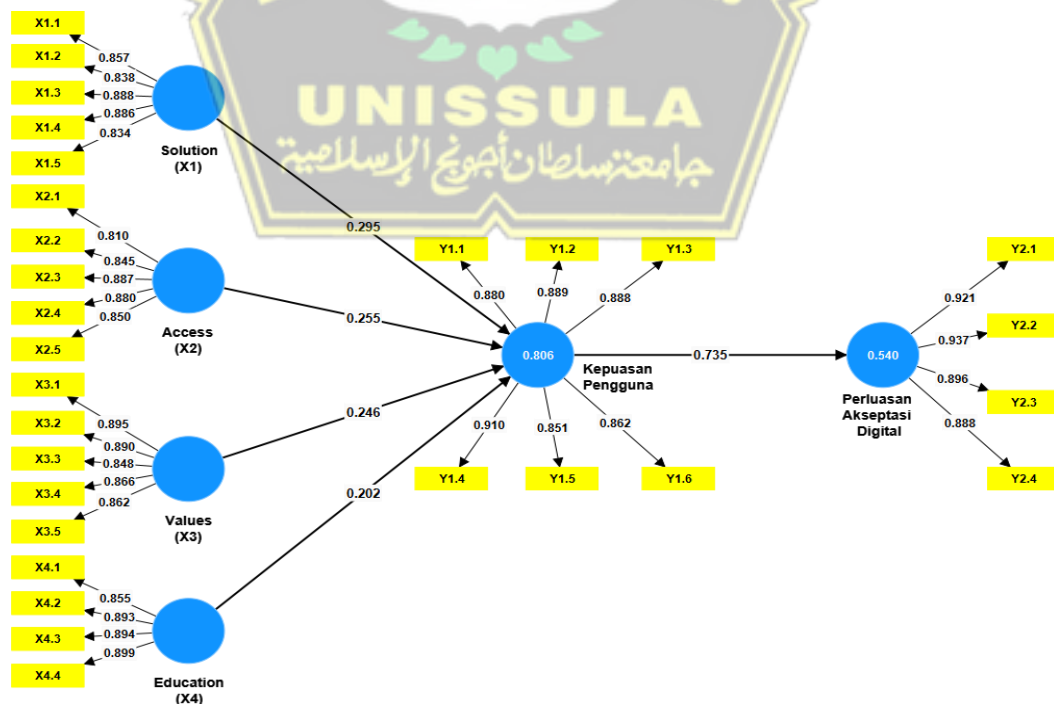 X1.1
0.857
X1.2
0.838
X1.3
0.888
X1.4
0.886
X1.5
0.834
Solution
(X1)
UNISSULA
جامعة سلطان أجونج الإسلامية
X2.1
0.810
X2.2
0.845
X2.3
0.887
X2.4
0.880
X2.5
0.850
Access
(X2)
X3.1
0.895
X3.2
0.890
X3.3
0.848
X3.4
0.866
X3.5
0.862
Values
(X3)
X4.1
0.855
X4.2
0.893
X4.3
0.894
X4.4
0.899
Education
(X4)
0.295
0.255
0.246
0.202
Y1.1
Y1.2
Y1.3
0.880
0.889
0.888
0.806
Kepuasan
Pengguna
0.910
0.851
0.862
Y1.4
Y1.5
Y1.6
0.735
0.540
Perluasan
Akseptasi
Digital
Y2.1
0.921
Y2.2
0.937
Y2.3
0.896
Y2.4
0.888